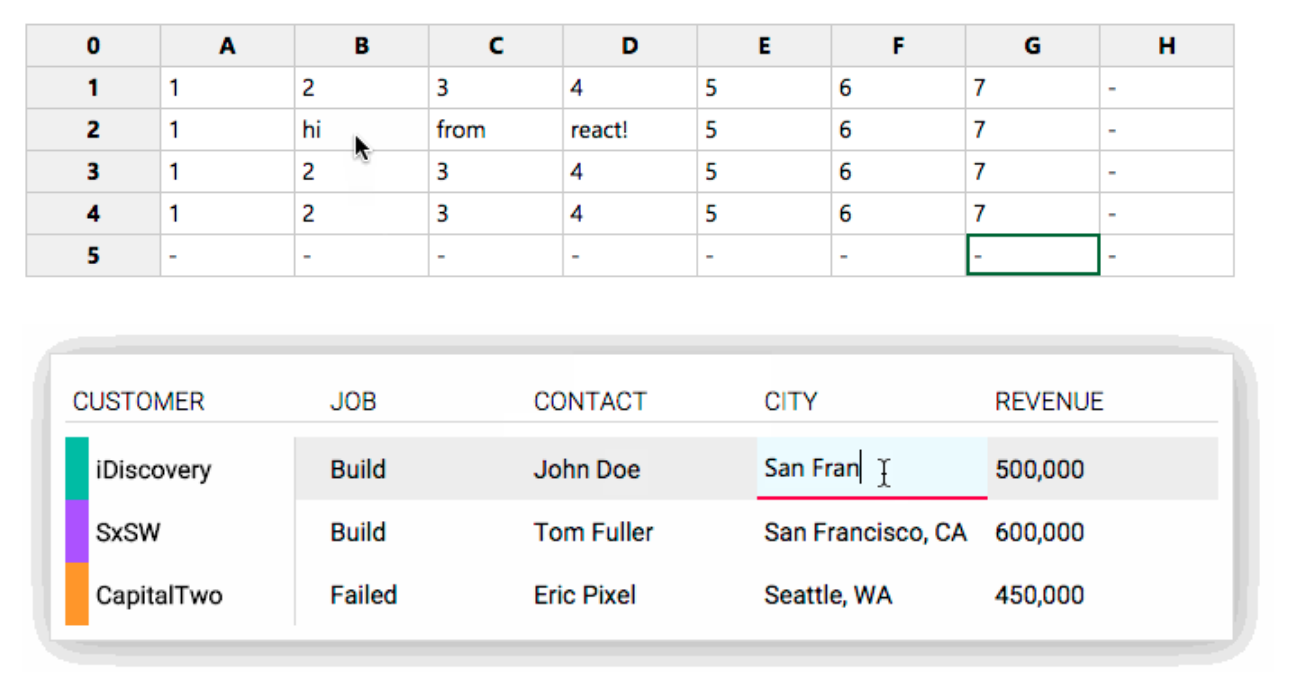 0 A B C D E F G H
1 1 2 3 4 5 6 7 -
2 1 hi from react! 5 6 7 -
3 1 2 3 4 5 6 7 -
4 1 2 3 4 5 6 7 -
5 - - - - - - - -
CUSTOMER JOB CONTACT CITY REVENUE
iDiscovery Build John Doe San Fran 500,000
SxSW Build Tom Fuller San Francisco, CA 600,000
CapitalTwo Failed Eric Pixel Seattle, WA 450,000